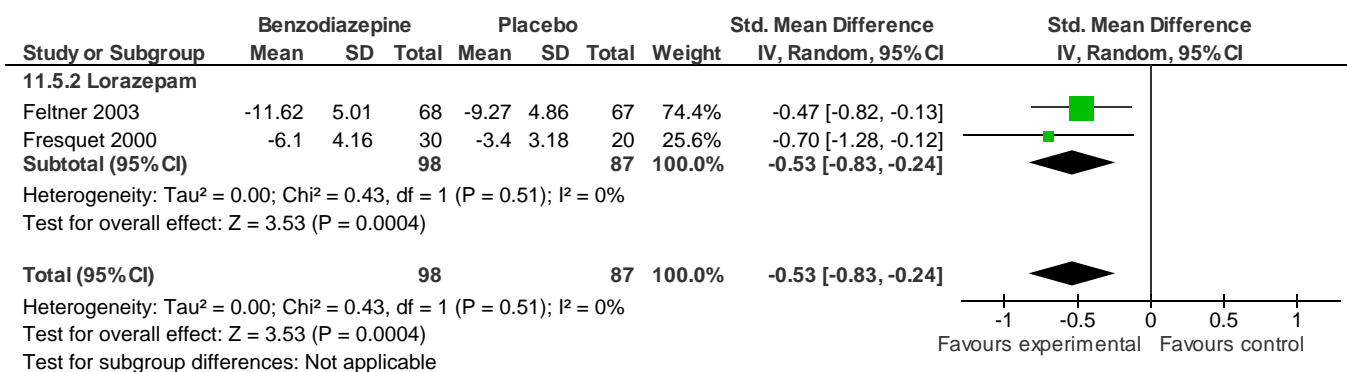 Benzodiazepine Placebo Std. Mean Difference Std. Mean Difference
Study or Subgroup Mean SD Total Mean SD Total Weight IV, Random, 95% CI IV, Random, 95% CI
11.5.2 Lorazepam
Feltner 2003 -11.62 5.01 68 -9.27 4.86 67 74.4% -0.47 [-0.82, -0.13]
Fresquet 2000 -6.1 4.16 30 -3.4 3.18 20 25.6% -0.70 [-1.28, -0.12]
Subtotal (95% CI) 98 87 100.0% -0.53 [-0.83, -0.24]
Heterogeneity: Tau² = 0.00; Chi² = 0.43, df = 1 (P = 0.51); I² = 0%
Test for overall effect: Z = 3.53 (P = 0.0004)
Total (95% CI) 98 87 100.0% -0.53 [-0.83, -0.24]
Heterogeneity: Tau² = 0.00; Chi² = 0.43, df = 1 (P = 0.51); I² = 0%
Test for overall effect: Z = 3.53 (P = 0.0004)
Test for subgroup differences: Not applicable
-1 -0.5 0 0.5 1
Favours experimental Favours control